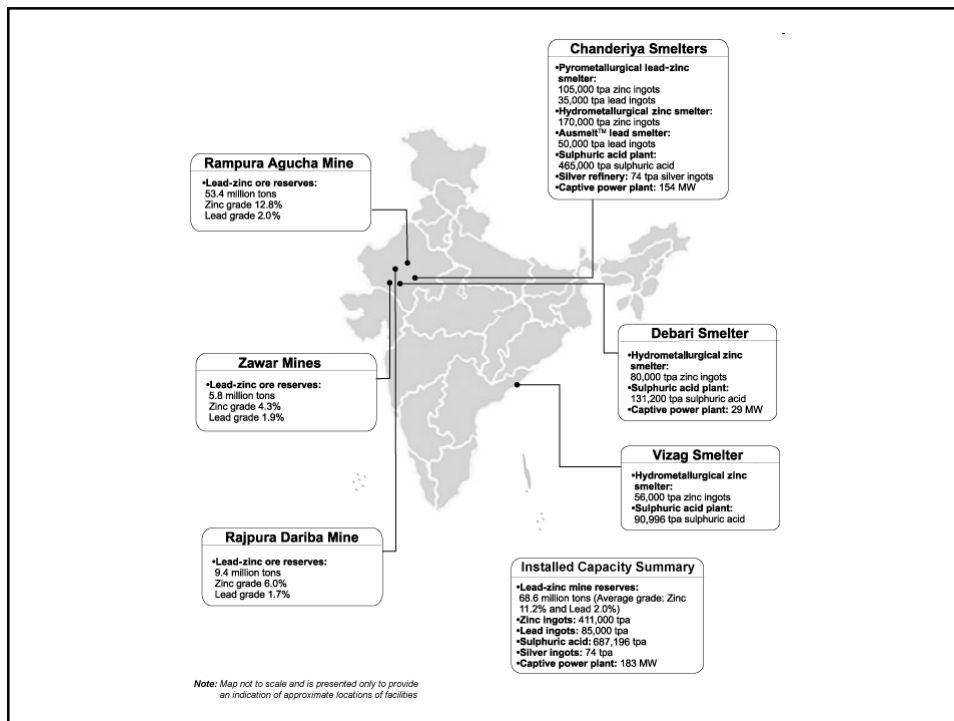 Chanderiya Smelters
•Pyrometallurgical lead-zinc
smelter:
105,000 tpa zinc ingots
35,000 tpa lead ingots
•Hydrometallurgical zinc smelter:
170,000 tpa zinc ingots
•Ausmelt™ lead smelter:
50,000 tpa lead ingots
•Sulphuric acid plant:
465,000 tpa sulphuric acid
•Silver refinery: 74 tpa silver ingots
•Captive power plant: 154 MW
Rampura Agucha Mine
•Lead-zinc ore reserves:
53.4 million tons
Zinc grade 12.8%
Lead grade 2.0%
Debari Smelter
•Hydrometallurgical zinc
smelter:
80,000 tpa zinc ingots
•Sulphuric acid plant:
131,200 tpa sulphuric acid
•Captive power plant: 29 MW
Zawar Mines
•Lead-zinc ore reserves:
5.8 million tons
Zinc grade 4.3%
Lead grade 1.9%
Vizag Smelter
•Hydrometallurgical zinc
smelter:
56,000 tpa zinc ingots
•Sulphuric acid plant:
90,996 tpa sulphuric acid
Rajpura Dariba Mine
•Lead-zinc ore reserves:
9.4 million tons
Zinc grade 6.0%
Lead grade 1.7%
Installed Capacity Summary
•Lead-zinc mine reserves:
68.6 million tons (Average grade: Zinc
11.2% and Lead 2.0%)
•Zinc ingots: 411,000 tpa
•Lead ingots: 85,000 tpa
•Sulphuric acid: 687,196 tpa
•Silver ingots: 74 tpa
•Captive power plant: 183 MW
Note: Map not to scale and is presented only to provide
an indication of approximate locations of facilities